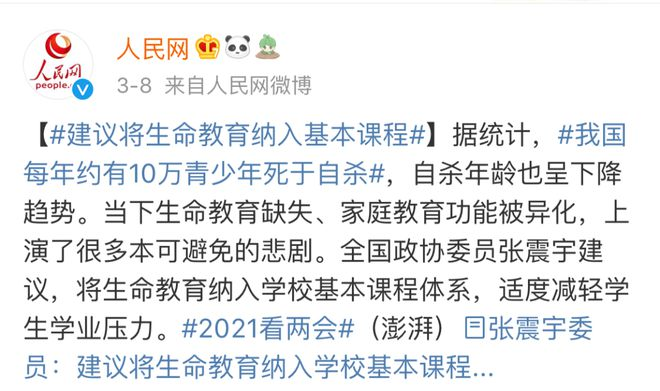 人民网
people.
人民网
3-8 来自人民网微博
【#建议将生命教育纳入基本课程#】据统计，#我国
每年约有10万青少年死于自杀#，自杀年龄也呈下降
趋势。当下生命教育缺失、家庭教育功能被异化，上
演了很多本可避免的悲剧。全国政协委员张震宇建
议，将生命教育纳入学校基本课程体系，适度减轻学
生学业压力。#2021看两会#（澎湃）张震宇委
员：建议将生命教育纳入学校基本课程...